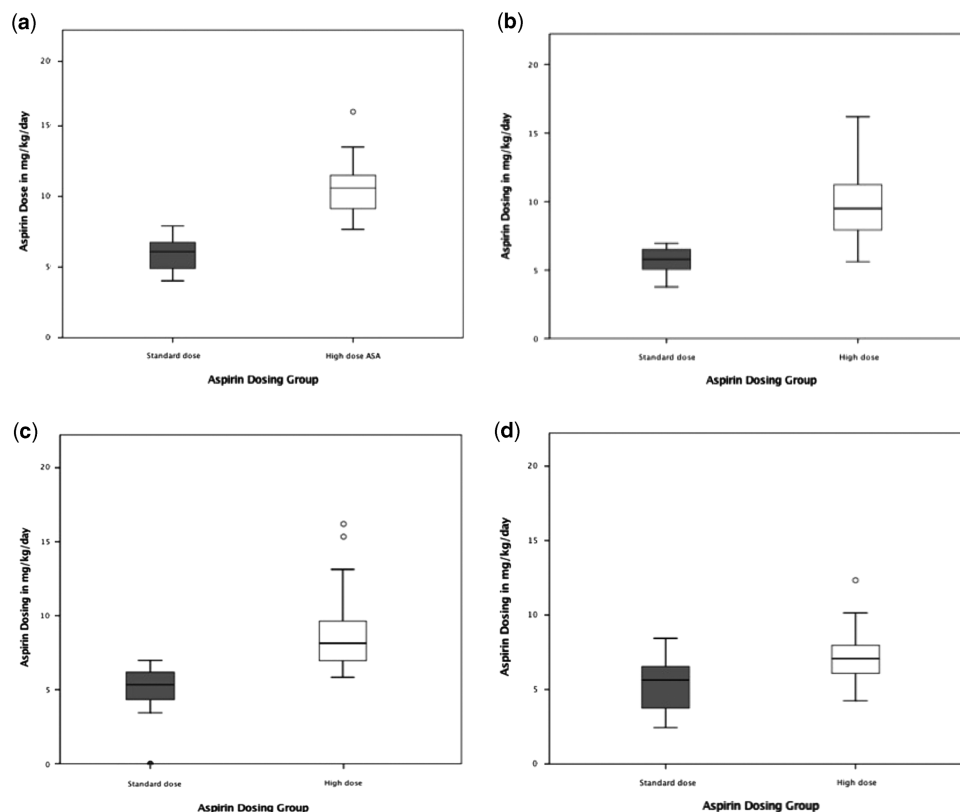 (a)
Aspirin Dose in mg/kg/day
20
15
10
5
0
Standard dose
High dose ASA
Aspirin Dosing Group
(b)
Aspirin Dosing in mg/kg/day
20
15
10
5
0
Standard dose
High dose
Aspirin Dosing Group
(c)
Aspirin Dosing in mg/kg/day
20
15
10
5
0
Standard dose
High dose
Aspirin Dosing Group
(d)
Aspirin Dosing in mg/kg/day
20
15
10
5
0
Standard dose
High dose
Aspirin Dosing Group